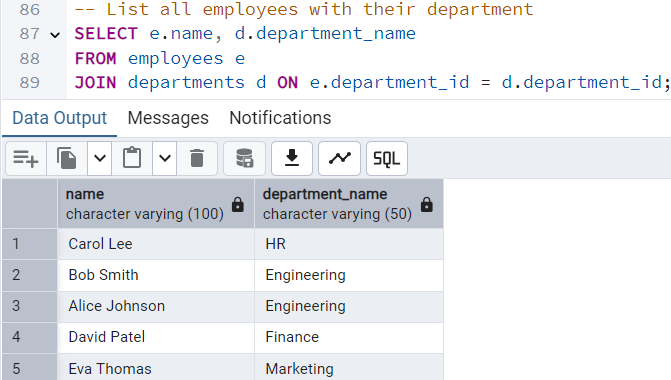 86 -- List all employees with their department
87 SELECT e.name, d.department_name
88 FROM employees e
89 JOIN departments d ON e.department_id = d.department_id;
Data Output Messages Notifications
SQL
name department_name
character varying (100) character varying (50)
1 Carol Lee HR
2 Bob Smith Engineering
3 Alice Johnson Engineering
4 David Patel Finance
5 Eva Thomas Marketing